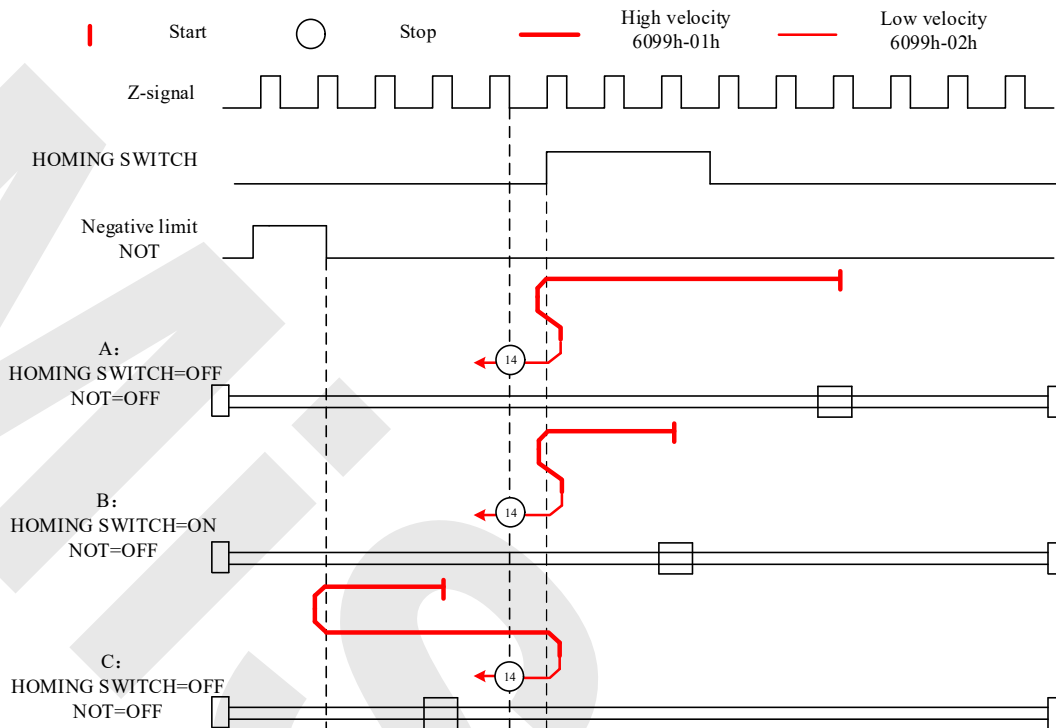 Start
Stop
High velocity
6099h-01h
Low velocity
6099h-02h
Z-signal
HOMING SWITCH
Negative limit
NOT
14
A：
HOMING SWITCH=OFF
NOT=OFF
14
B：
HOMING SWITCH=ON
NOT=OFF
14
C：
HOMING SWITCH=OFF
NOT=OFF